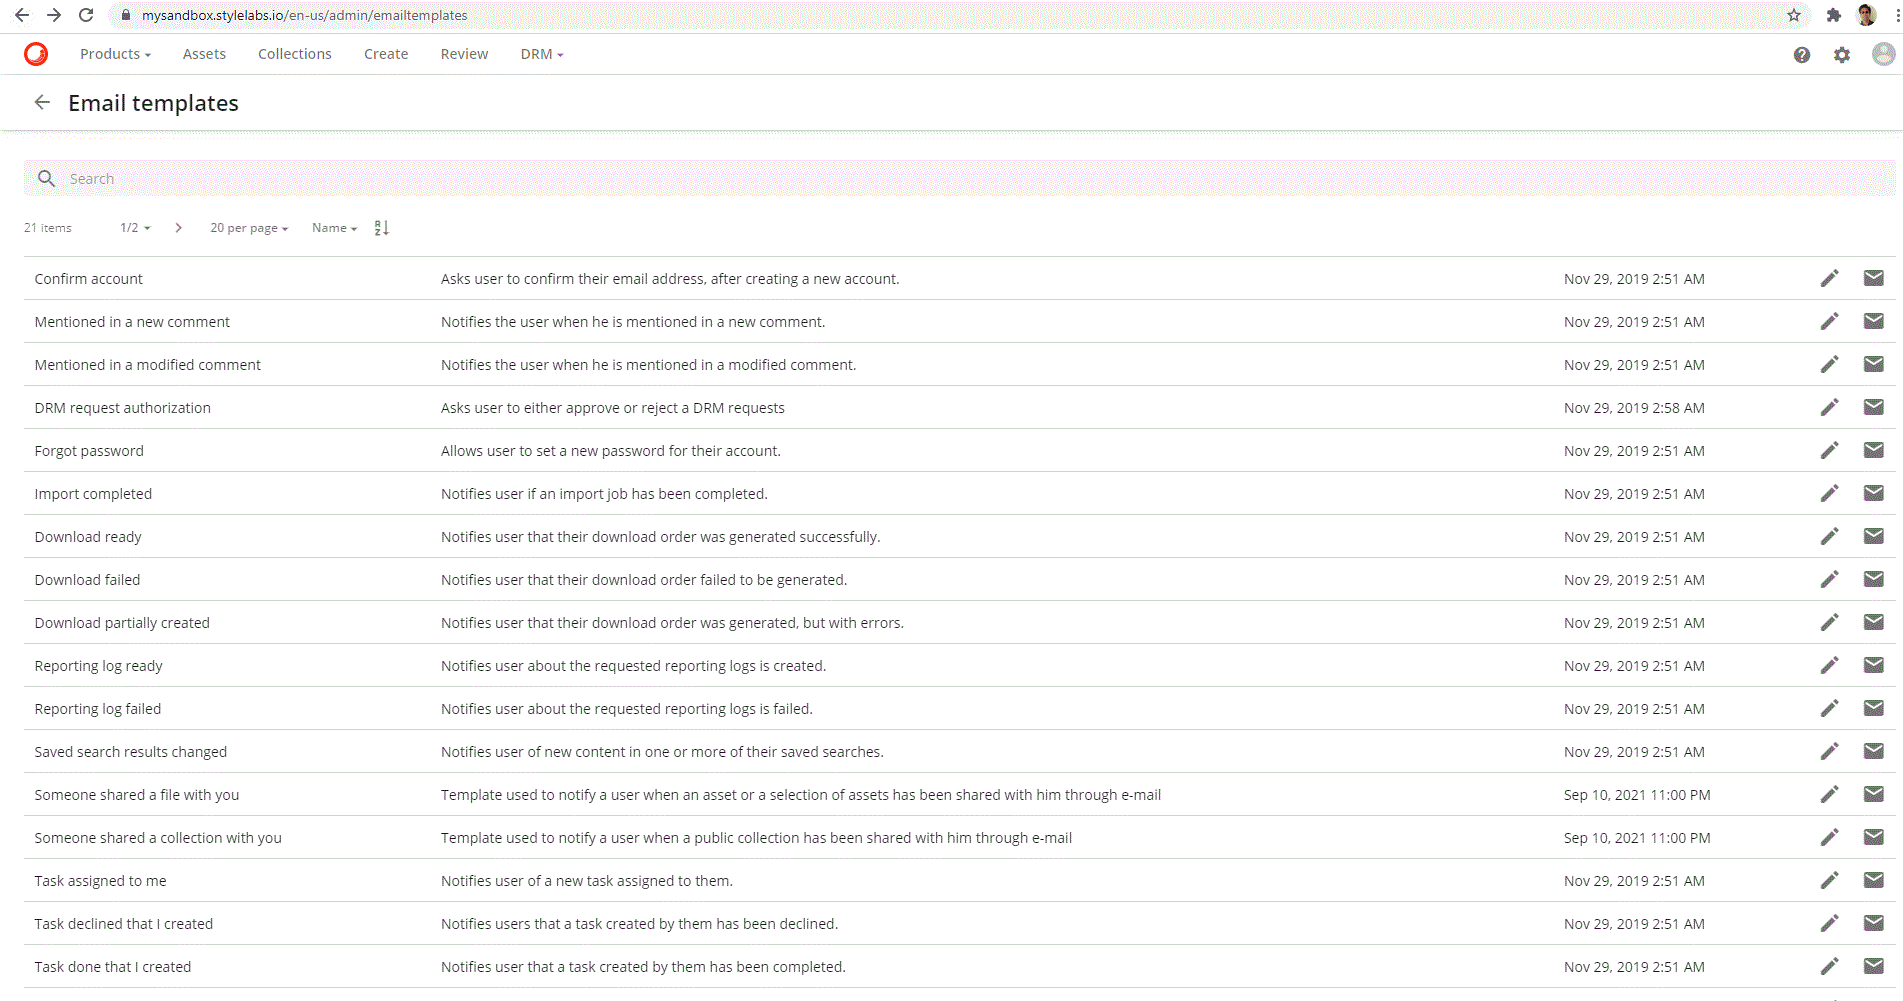 mysandbox.stylelabs.io/en-us/admin/emailtemplates
Products Assets Collections Create Review DRM
Email templates
Search
21 items 1/2 20 per page Name
Confirm account Asks user to confirm their email address, after creating a new account. Nov 29, 2019 2:51 AM
Mentioned in a new comment Notifies the user when he is mentioned in a new comment. Nov 29, 2019 2:51 AM
Mentioned in a modified comment Notifies the user when he is mentioned in a modified comment. Nov 29, 2019 2:51 AM
DRM request authorization Asks user to either approve or reject a DRM requests Nov 29, 2019 2:58 AM
Forgot password Allows user to set a new password for their account. Nov 29, 2019 2:51 AM
Import completed Notifies user if an import job has been completed. Nov 29, 2019 2:51 AM
Download ready Notifies user that their download order was generated successfully. Nov 29, 2019 2:51 AM
Download failed Notifies user that their download order failed to be generated. Nov 29, 2019 2:51 AM
Download partially created Notifies user that their download order was generated, but with errors. Nov 29, 2019 2:51 AM
Reporting log ready Notifies user about the requested reporting logs is created. Nov 29, 2019 2:51 AM
Reporting log failed Notifies user about the requested reporting logs is failed. Nov 29, 2019 2:51 AM
Saved search results changed Notifies user of new content in one or more of their saved searches. Nov 29, 2019 2:51 AM
Someone shared a file with you Template used to notify a user when an asset or a selection of assets has been shared with him through e-mail Sep 10, 2021 11:00 PM
Someone shared a collection with you Template used to notify a user when a public collection has been shared with him through e-mail Sep 10, 2021 11:00 PM
Task assigned to me Notifies user of a new task assigned to them. Nov 29, 2019 2:51 AM
Task declined that I created Notifies users that a task created by them has been declined. Nov 29, 2019 2:51 AM
Task done that I created Notifies user that a task created by them has been completed. Nov 29, 2019 2:51 AM